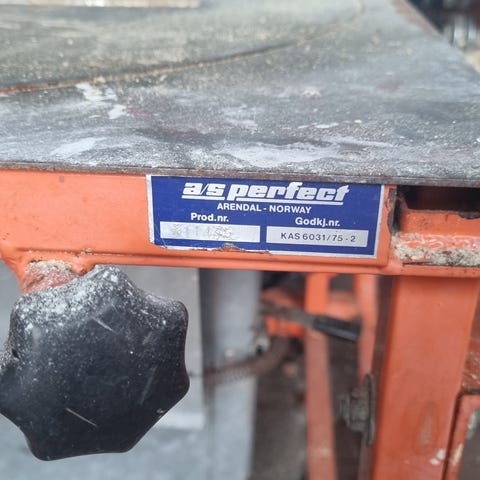 a/s perfect
ARENDAL - NORWAY
Prod.nr. Godkj.nr.
KAS 6031/75-2